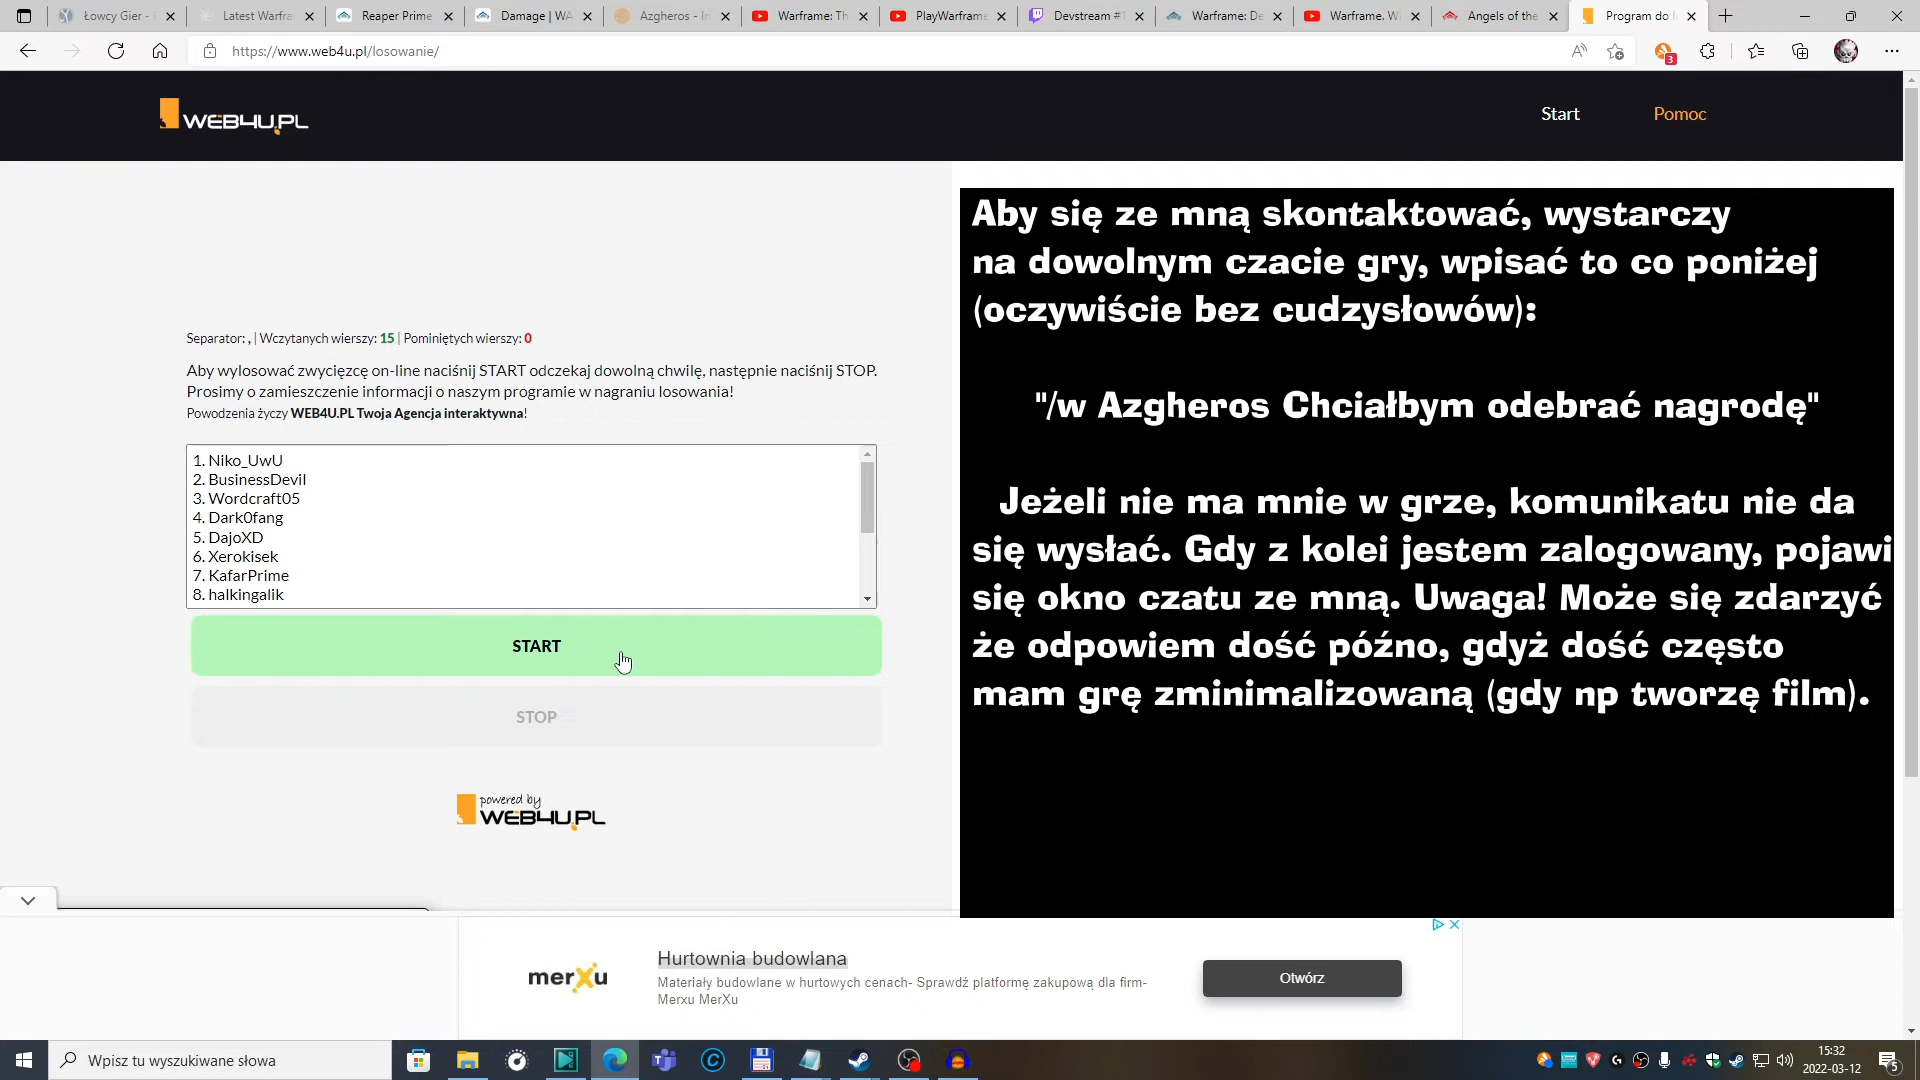 Łowcy Gier -
Latest Warfra
Reaper Prime
Damage | WA
Azgheros - In
Warframe: Th
PlayWarframe
Devstream #1
Warframe: De
Warframe. Wi
Angels of the
Program do l
https://www.web4u.pl/losowanie/
3
WEB4U.PL
Start
Pomoc
Separator: , | Wczytanych wierszy: 15 | Pominiętych wierszy: 0
Aby wylosować zwycięzcę on-line naciśnij START odczekaj dowolną chwilę, następnie naciśnij STOP.
Prosimy o zamieszczenie informacji o naszym programie w nagraniu losowania!
Powodzenia życzy WEB4U.PL Twoja Agencja interaktywna!
1. Niko_UwU
2. BusinessDevil
3. Wordcraft05
4. Dark0fang
5. DajoXD
6. Xerokisek
7. KafarPrime
8. halkingalik
START
STOP
powered by
WEB4U.PL
Aby się ze mną skontaktować, wystarczy
na dowolnym czacie gry, wpisać to co poniżej
(oczywiście bez cudzysłowów):
"/w Azgheros Chciałbym odebrać nagrodę"
Jeżeli nie ma mnie w grze, komunikatu nie da
się wysłać. Gdy z kolei jestem zalogowany, pojawi
się okno czatu ze mną. Uwaga! Może się zdarzyć
że odpowiem dość późno, gdyż dość często
mam grę zminimalizowaną (gdy np tworzę film).
merXu
Hurtownia budowlana
Materiały budowlane w hurtowych cenach- Sprawdź platformę zakupową dla firm-
Merxu MerXu
Otwórz
Wpisz tu wyszukiwane słowa
15:32
2022-03-12
5